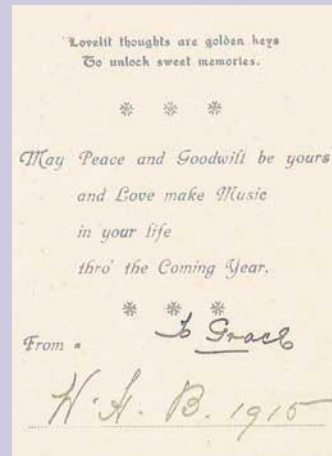 "Lovelit thoughts are golden keys
To unlock sweet memories.
May Peace and Goodwill be yours
and Love make Music
in your life
thro' the Coming Year.
To Grace
From
W. H. B. 1915